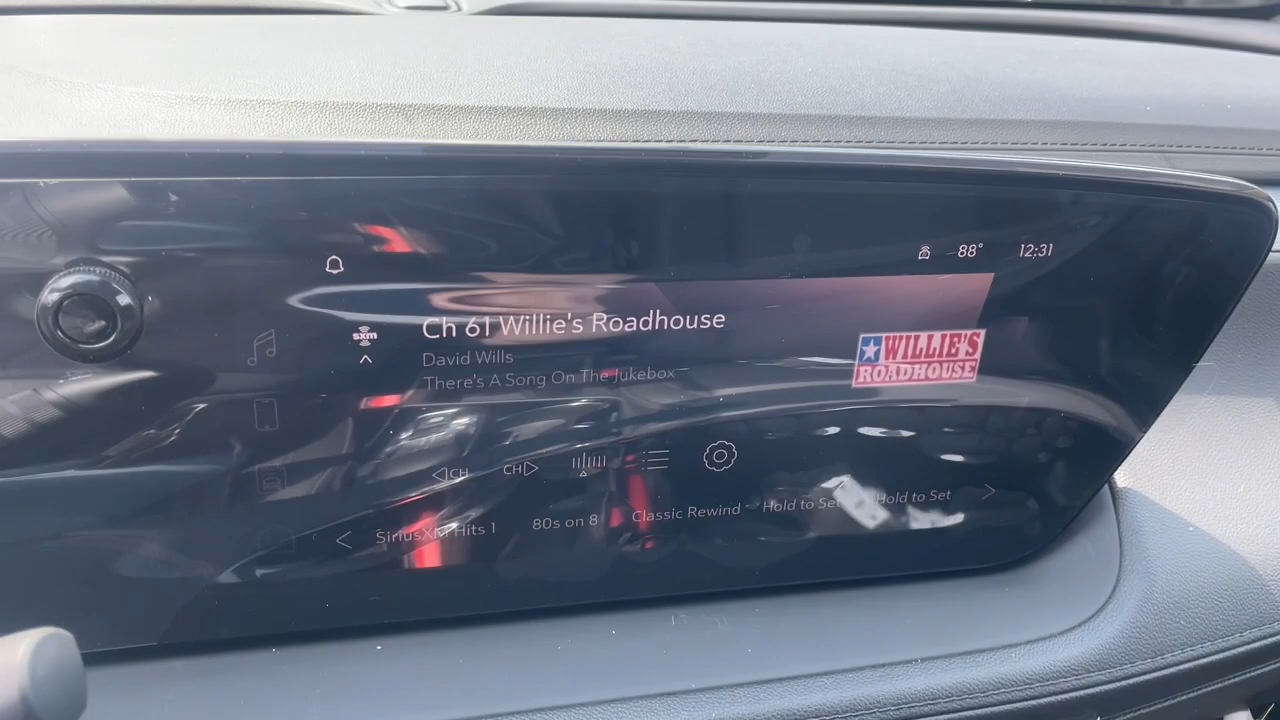 88° 12:31
sxm
Ch 61 Willie's Roadhouse
David Wills
There's A Song On The Jukebox
WILLIE'S
ROADHOUSE
CH CH
SiriusXM Hits 1 80s on 8 Classic Rewind Hold to Set Hold to Set